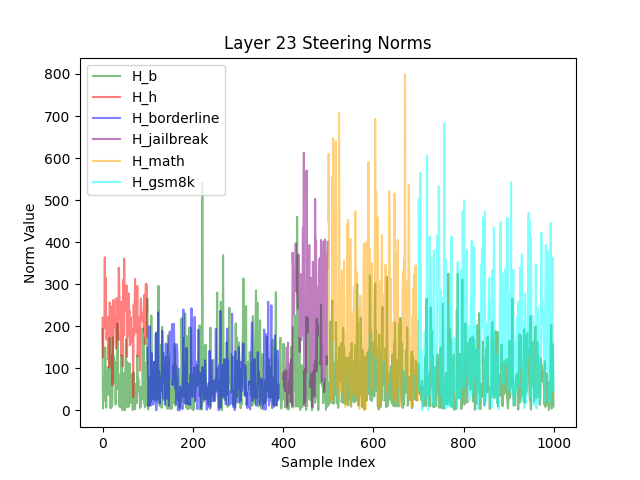 Layer 23 Steering Norms
H_b
H_h
H_borderline
H_jailbreak
H_math
H_gsm8k
Norm Value
800
700
600
500
400
300
200
100
0
0 200 400 600 800 1000
Sample Index